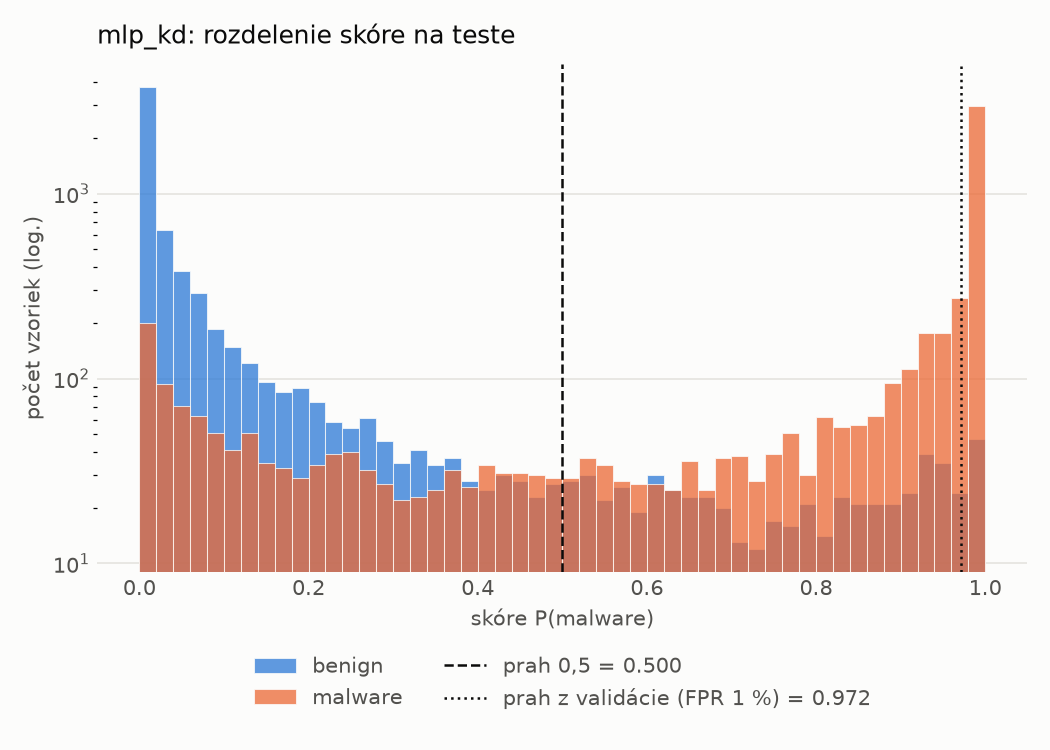 mlp_kd: rozdelenie skóre na teste
počet vzoriek (log.)
10³
10²
10¹
0.0 0.2 0.4 0.6 0.8 1.0
skóre P(malware)
benign
malware
prah 0,5 = 0.500
prah z validácie (FPR 1 %) = 0.972